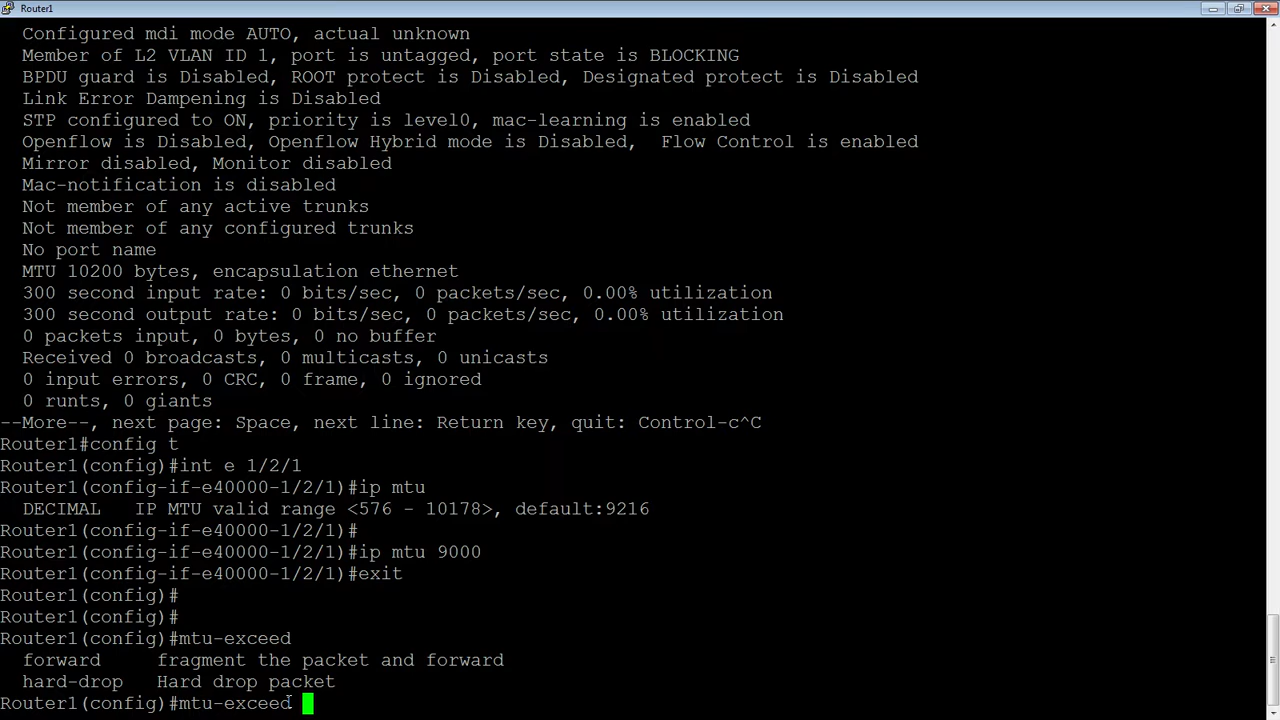 Router1
Configured mdi mode AUTO, actual unknown
Member of L2 VLAN ID 1, port is untagged, port state is BLOCKING
BPDU guard is Disabled, ROOT protect is Disabled, Designated protect is Disabled
Link Error Dampening is Disabled
STP configured to ON, priority is level0, mac-learning is enabled
Openflow is Disabled, Openflow Hybrid mode is Disabled,  Flow Control is enabled
Mirror disabled, Monitor disabled
Mac-notification is disabled
Not member of any active trunks
Not member of any configured trunks
No port name
MTU 10200 bytes, encapsulation ethernet
300 second input rate: 0 bits/sec, 0 packets/sec, 0.00% utilization
300 second output rate: 0 bits/sec, 0 packets/sec, 0.00% utilization
0 packets input, 0 bytes, 0 no buffer
Received 0 broadcasts, 0 multicasts, 0 unicasts
0 input errors, 0 CRC, 0 frame, 0 ignored
0 runts, 0 giants
--More--, next page: Space, next line: Return key, quit: Control-c^C
Router1#config t
Router1(config)#int e 1/2/1
Router1(config-if-e40000-1/2/1)#ip mtu
DECIMAL   IP MTU valid range <576 - 10178>, default:9216
Router1(config-if-e40000-1/2/1)#
Router1(config-if-e40000-1/2/1)#ip mtu 9000
Router1(config-if-e40000-1/2/1)#exit
Router1(config)#
Router1(config)#
Router1(config)#mtu-exceed
forward     fragment the packet and forward
hard-drop   Hard drop packet
Router1(config)#mtu-exceed